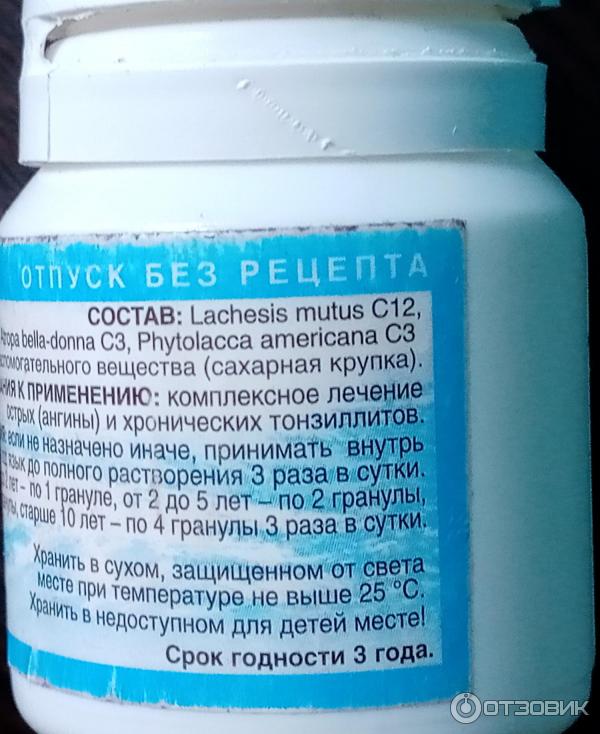 ОТПУСК БЕЗ РЕЦЕПТА
СОСТАВ: Lachesis mutus C12,
bella-donna C3, Phytolacca americana C3
вещества (сахарная крупка).
К ПРИМЕНЕНИЮ: комплексное лечение
острых (ангины) и хронических тонзиллитов.
если не назначено иначе, принимать внутрь
язык до полного растворения 3 раза в сутки.
лет – по 1 грануле, от 2 до 5 лет – по 2 гранулы,
старше 10 лет – по 4 гранулы 3 раза в сутки.
Хранить в сухом, защищенном от света
месте при температуре не выше 25 °С.
Хранить в недоступном для детей месте!
Срок годности 3 года.
ОТЗОВИК